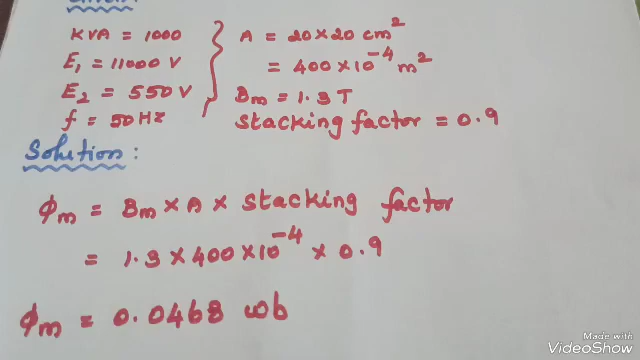 KVA = 1000
E₁ = 11000 V
E₂ = 550 V
f = 50 Hz
A = 20 × 20 cm²
= 400 × 10⁻⁴ m²
Bm = 1.3 T
stacking factor = 0.9
Solution :
ϕm = Bm × A × stacking factor
= 1.3 × 400 × 10⁻⁴ × 0.9
ϕm = 0.0468 wb
Made with
VideoShow